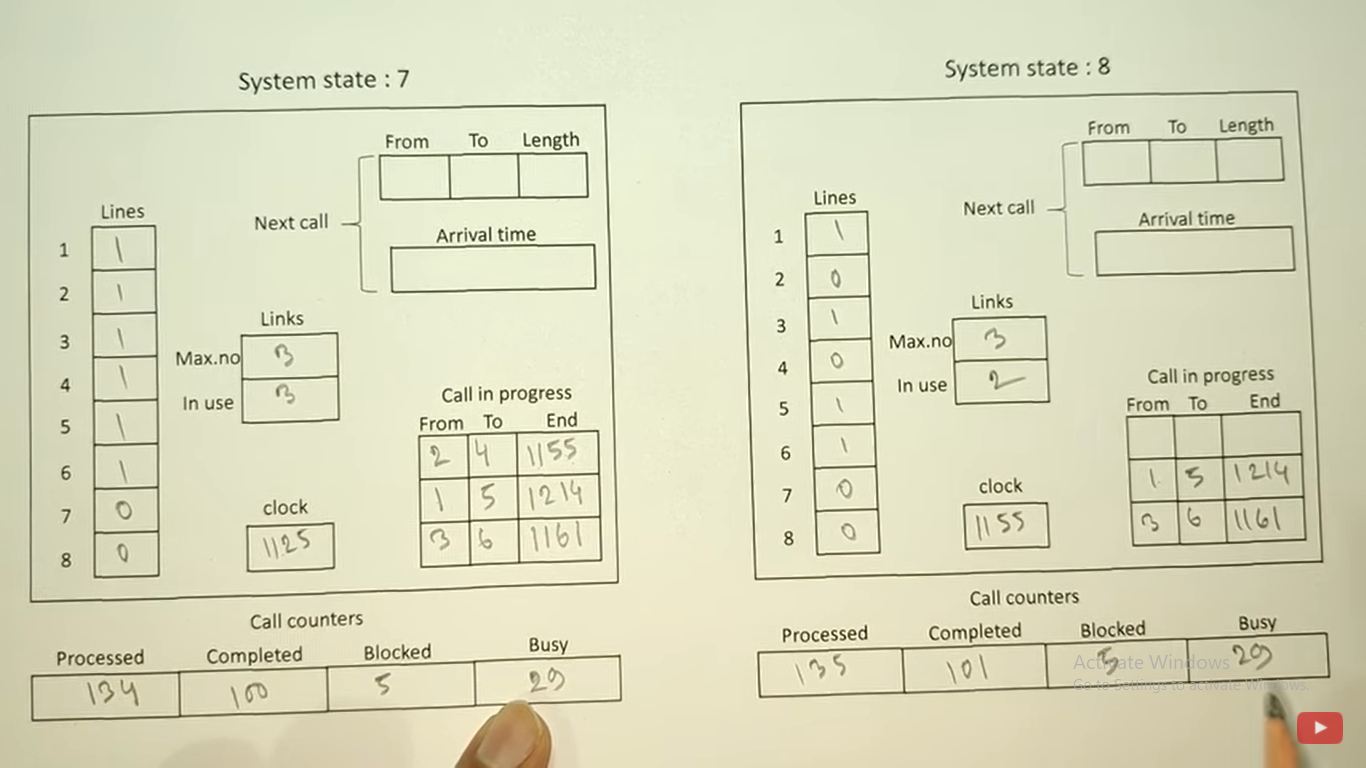 System state : 7
From To Length
Next call
Arrival time
Lines
1 1
2 1
3 1
4 1
5 1
6 1
7 0
8 0
Links
Max.no 3
In use 3
clock
1125
Call in progress
From To End
2 4 1155
1 5 1214
3 6 1161
Call counters
Processed Completed Blocked Busy
134 100 5 29
System state : 8
From To Length
Next call
Arrival time
Lines
1 1
2 0
3 1
4 0
5 1
6 1
7 0
8 0
Links
Max.no 3
In use 2
clock
1155
Call in progress
From To End
1 5 1214
3 6 1161
Call counters
Processed Completed Blocked Busy
135 101 5 29
Activate Windows
Go to Settings to activate Windows.